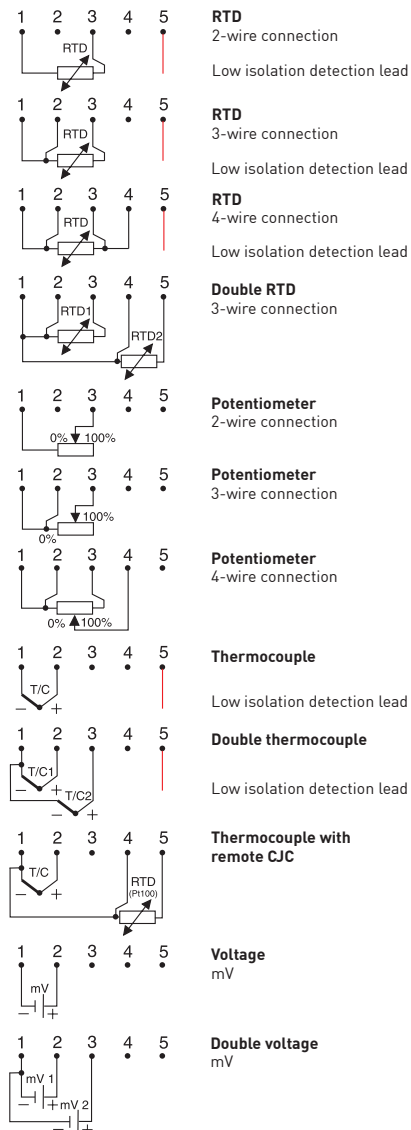 1 2 3 4 5
RTD
RTD
2-wire connection
Low isolation detection lead
1 2 3 4 5
RTD
RTD
3-wire connection
Low isolation detection lead
1 2 3 4 5
RTD
RTD
4-wire connection
Low isolation detection lead
1 2 3 4 5
RTD1
RTD2
Double RTD
3-wire connection
1 2 3 4 5
0% 100%
Potentiometer
2-wire connection
1 2 3 4 5
100%
0%
Potentiometer
3-wire connection
1 2 3 4 5
0% 100%
Potentiometer
4-wire connection
1 2 3 4 5
T/C
− +
Thermocouple
Low isolation detection lead
1 2 3 4 5
T/C1
− +
T/C2
− +
Double thermocouple
Low isolation detection lead
1 2 3 4 5
T/C
− +
RTD
(Pt100)
Thermocouple with
remote CJC
1 2 3 4 5
mV
− +
Voltage
mV
1 2 3 4 5
mV 1
− +
mV 2
− +
Double voltage
mV